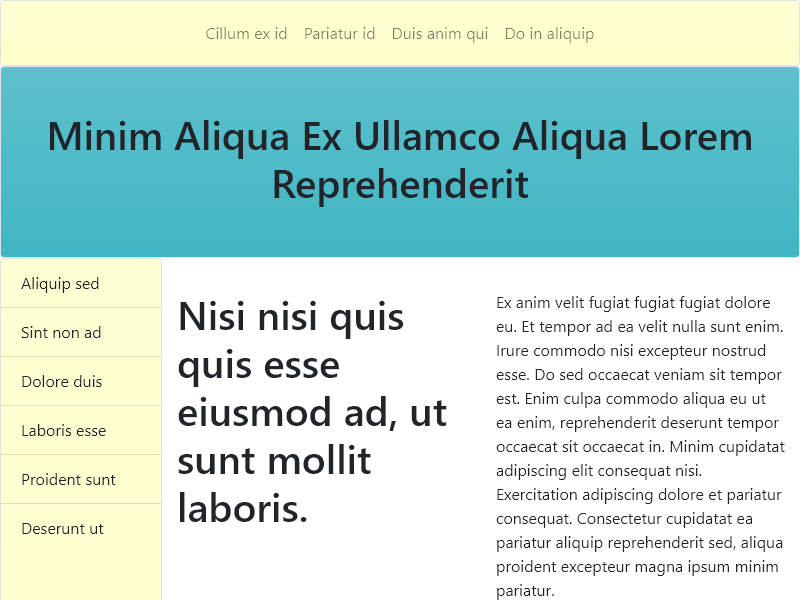 Cillum ex id Pariatur id Duis anim qui Do in aliquip
Minim Aliqua Ex Ullamco Aliqua Lorem
Reprehenderit
Aliquip sed
Sint non ad
Dolore duis
Laboris esse
Proident sunt
Deserunt ut
Nisi nisi quis
quis esse
eiusmod ad, ut
sunt mollit
laboris.
Ex anim velit fugiat fugiat fugiat dolore
eu. Et tempor ad ea velit nulla sunt enim.
Irure commodo nisi excepteur nostrud
esse. Do sed occaecat veniam sit tempor
est. Enim culpa commodo aliqua eu ut
ea enim, reprehenderit deserunt tempor
occaecat sit occaecat in. Minim cupidatat
adipiscing elit consequat nisi.
Exercitation adipiscing dolore et pariatur
consequat. Consectetur cupidatat ea
pariatur aliquip reprehenderit sed, aliqua
proident excepteur magna ipsum minim
pariatur.